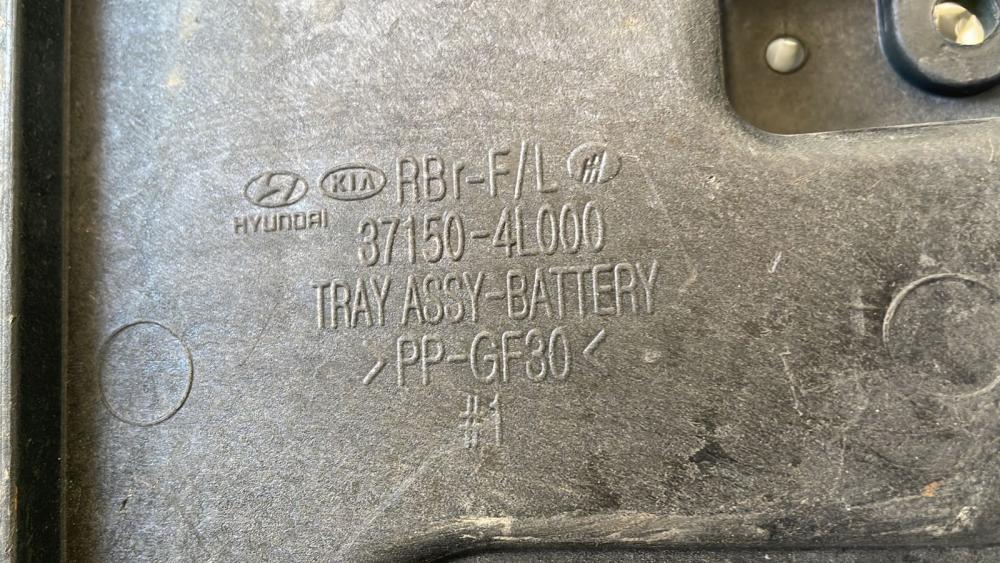 KIA RBr-F/L
HYUNDAI
37150-4L000
TRAY ASSY-BATTERY
>PP-GF30<
#1